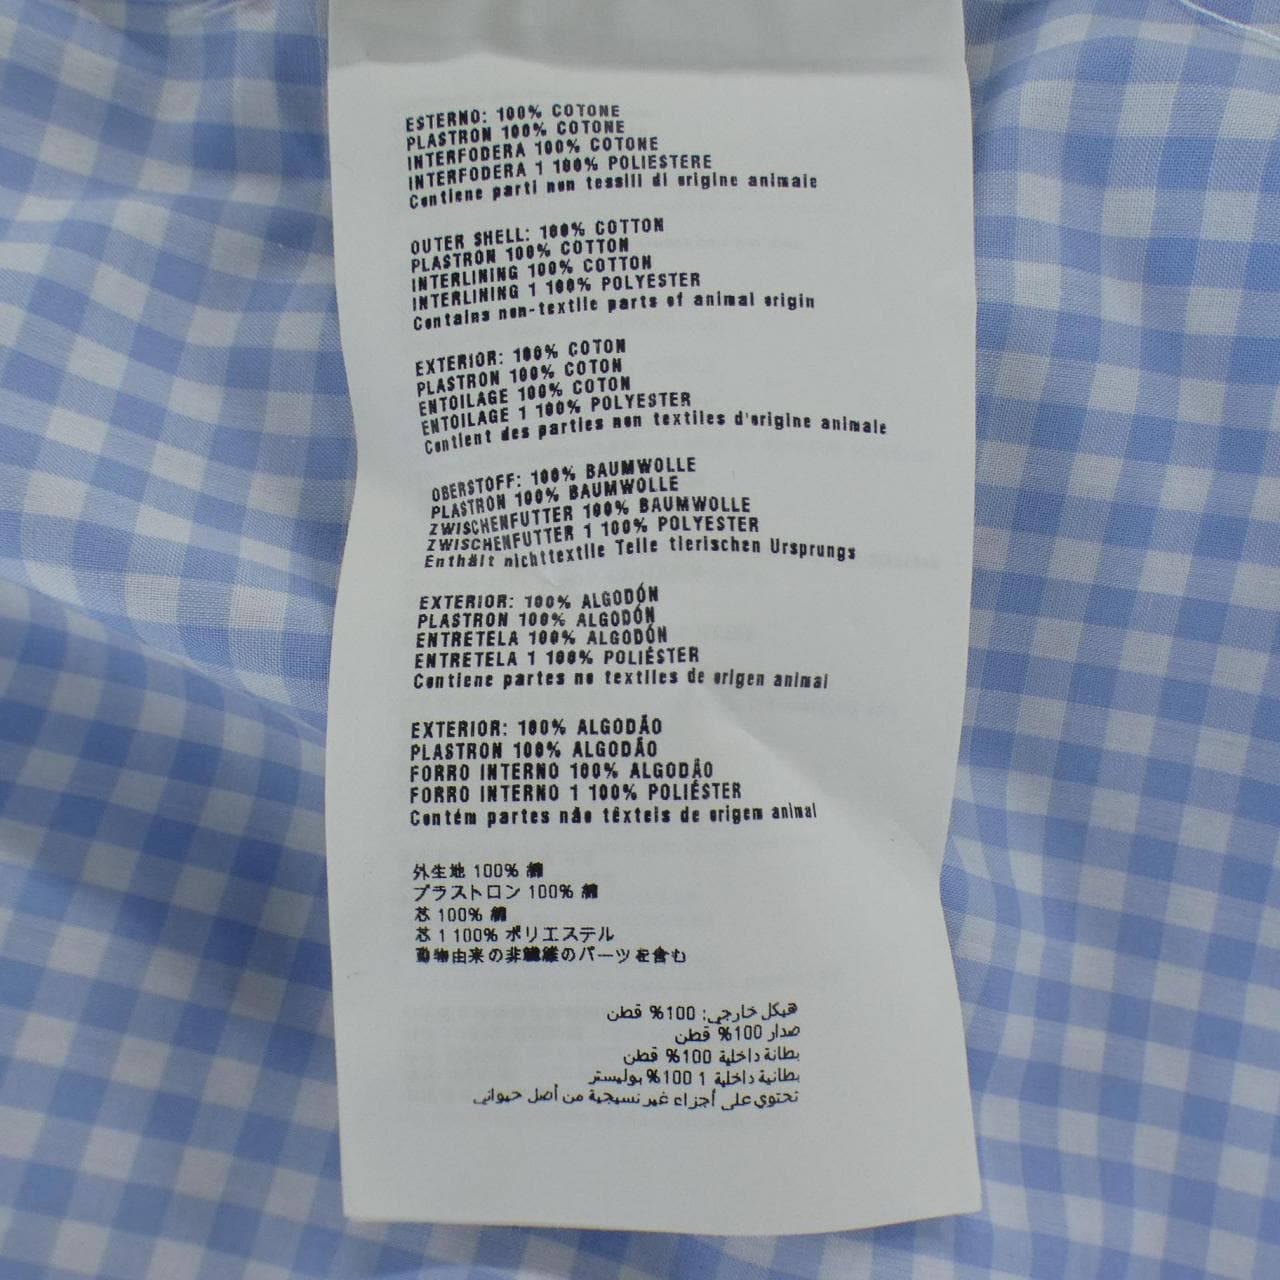 ESTERNO: 100% COTONE
PLASTRON 100% COTONE
INTERFODERA 100% COTONE
INTERFODERA 1 100% POLIESTERE
Contiene parti non tessili di origine animale
OUTER SHELL: 100% COTTON
PLASTRON 100% COTTON
INTERLINING 100% COTTON
INTERLINING 1 100% POLYESTER
Contains non-textile parts of animal origin
EXTERIOR: 100% COTON
PLASTRON 100% COTON
ENTOILAGE 100% COTON
ENTOILAGE 1 100% POLYESTER
Contient des parties non textiles d'origine animale
OBERSTOFF: 100% BAUMWOLLE
PLASTRON 100% BAUMWOLLE
ZWISCHENFUTTER 100% BAUMWOLLE
ZWISCHENFUTTER 1 100% POLYESTER
Enthält nichttextile Teile tierischen Ursprungs
EXTERIOR: 100% ALGODÓN
PLASTRON 100% ALGODÓN
ENTRETELA 100% ALGODÓN
ENTRETELA 1 100% POLIÉSTER
Contiene partes no textiles de origen animal
EXTERIOR: 100% ALGODÃO
PLASTRON 100% ALGODÃO
FORRO INTERNO 100% ALGODÃO
FORRO INTERNO 1 100% POLIÉSTER
Contém partes não têxteis de origem animal
外生地 100% 綿
プラストロン 100% 綿
芯 100% 綿
芯 1 100% ポリエステル
動物由来の非繊維のパーツを含む
هيكل خارجي: 100% قطن
صدار 100% قطن
بطانة داخلية 100% قطن
بطانية داخلية 1 100% بوليستر
تحتوي على أجزاء غير نسيجية من أصل حيواني